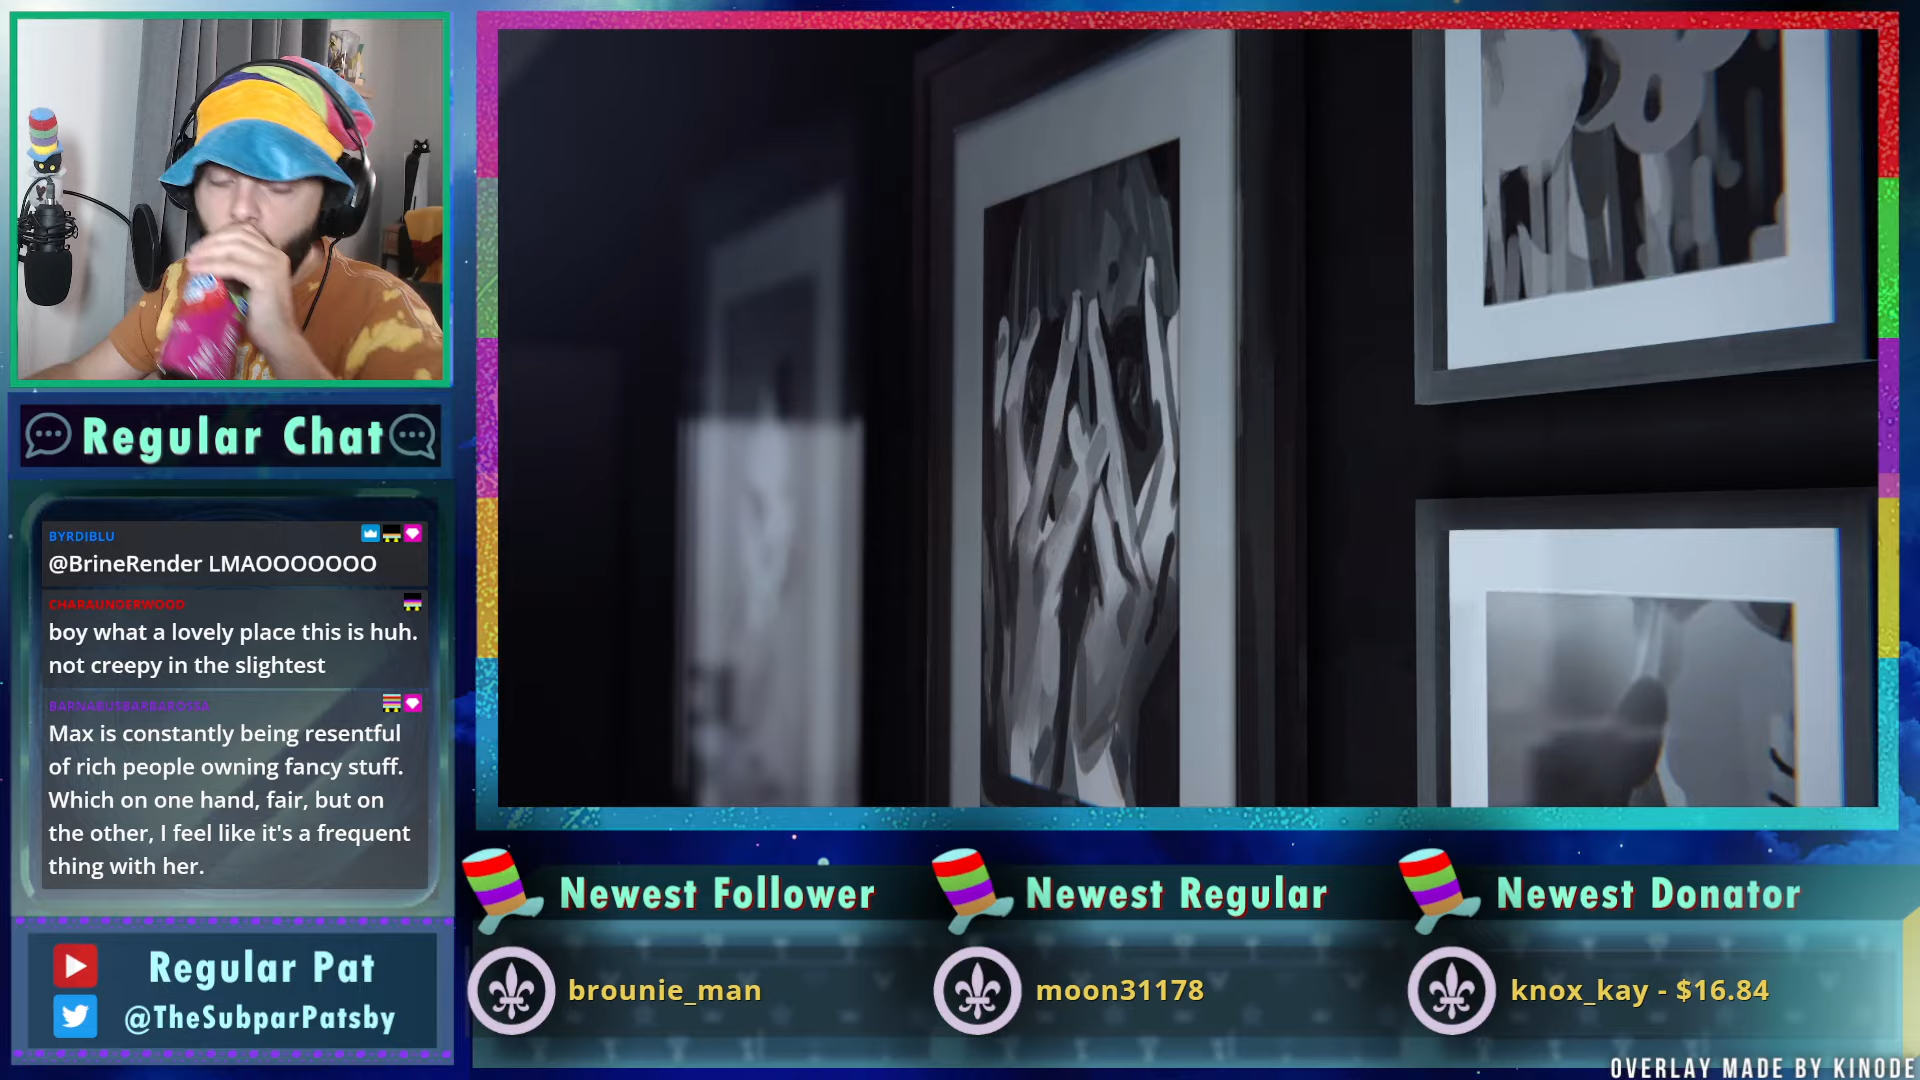 Regular Chat
BYRDIBLU
@BrineRender LMAOOOOOOO
CHARAUNDERWOOD
boy what a lovely place this is huh.
not creepy in the slightest
BARNABUSBARBAROSSA
Max is constantly being resentful
of rich people owning fancy stuff.
Which on one hand, fair, but on
the other, I feel like it's a frequent
thing with her.
Regular Pat
@TheSubparPatsby
Newest Follower
brounie_man
Newest Regular
moon31178
Newest Donator
knox_kay - $16.84
OVERLAY MADE BY KINODE